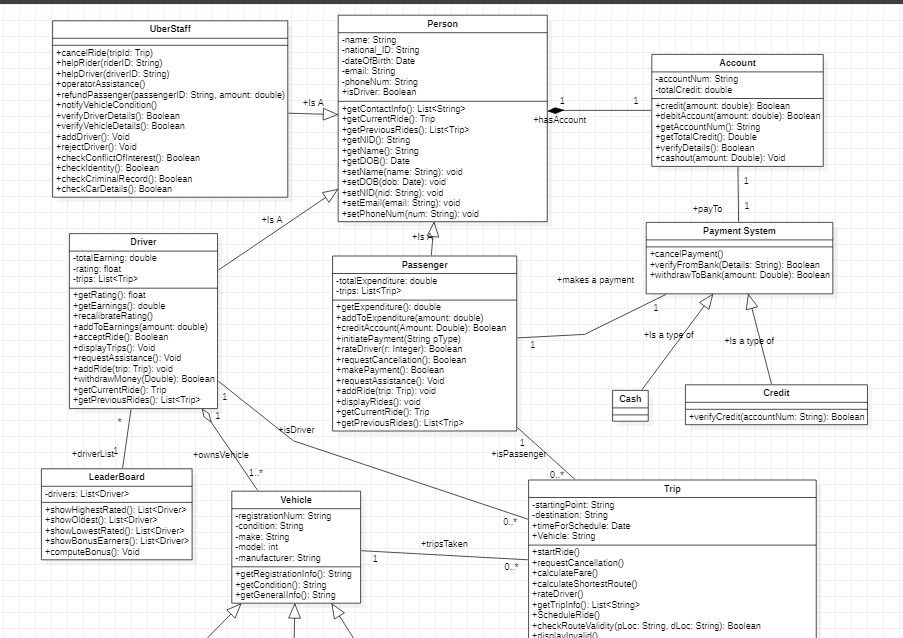 UberStaff
+cancelRide(tripId: Trip)
+helpRider(riderID: String)
+helpDriver(driverID: String)
+operatorAssistance()
+refundPassenger(passengerID: String, amount: double)
+notifyVehicleCondition()
+verifyDriverDetails(): Boolean
+verifyVehicleDetails(): Boolean
+addDriver(): Void
+rejectDriver(): Void
+checkConflictOfInterest(): Boolean
+checkIdentity(): Boolean
+checkCriminalRecord(): Boolean
+checkCarDetails(): Boolean
+Is A
Person
-name: String
-national_ID: String
-dateOfBirth: Date
-email: String
-phoneNum: String
+isDriver: Boolean
+getContactInfo(): List<String>
+getCurrentRide(): Trip
+getPreviousRides(): List<Trip>
+getNID(): String
+getName(): String
+getDOB(): Date
+setName(name: String): void
+setDOB(dob: Date): void
+setNID(nid: String): void
+setEmail(email: String): void
+setPhoneNum(num: String): void
1
1
+hasAccount
Account
-accountNum: String
-totalCredit: double
+credit(amount: double): Boolean
+debitAccount(amount: double): Boolean
+getAccountNum(): String
+getTotalCredit(): Double
+verifyDetails(): Boolean
+cashout(amount: Double): Void
1
1
+payTo
Payment System
+cancelPayment()
+verifyFromBank(Details: String): Boolean
+withdrawToBank(amount: Double): Boolean
+Is A
+Is A
Driver
-totalEarning: double
-rating: float
-trips: List<Trip>
+getRating(): float
+getEarnings(): double
+recalibrateRating()
+addToEarnings(amount: double)
+acceptRide(): Boolean
+displayTrips(): Void
+requestAssistance(): Void
+addRide(trip: Trip): void
+withdrawMoney(Double): Boolean
+getCurrentRide(): Trip
+getPreviousRides(): List<Trip>
Passenger
-totalExpenditure: double
-trips: List<Trip>
+getExpenditure(): double
+addToExpenditure(amount: double)
+creditAccount(Amount: Double): Boolean
+initiatePayment(String pType)
+rateDriver(r: Integer): Boolean
+requestCancellation(): Boolean
+makePayment(): Boolean
+requestAssistance(): Void
+addRide(trip: Trip): void
+displayRides(): void
+getCurrentRide(): Trip
+getPreviousRides(): List<Trip>
+makes a payment
1
1
+Is a type of
+Is a type of
Cash
Credit
+verifyCredit(accountNum: String): Boolean
*
1
+driverList
1
+ownsVehicle
1..*
1
+isDriver
0..*
1
+isPassenger
0..*
LeaderBoard
-drivers: List<Driver>
+showHighestRated(): List<Driver>
+showOldest(): List<Driver>
+showLowestRated(): List<Driver>
+showBonusEarners(): List<Driver>
+computeBonus(): Void
Vehicle
-registrationNum: String
-condition: String
-make: String
-model: int
-manufacturer: String
+getRegistrationInfo(): String
+getCondition(): String
+getGeneralInfo(): String
+tripsTaken
1
0..*
Trip
-startingPoint: String
-destination: String
+timeForSchedule: Date
+Vehicle: String
+startRide()
+requestCancellation()
+calculateFare()
+calculateShortestRoute()
+rateDriver()
+getTripInfo(): List<String>
+ScheduleRide()
+checkRouteValidity(pLoc: String, dLoc: String): Boolean
+displayInvalid()